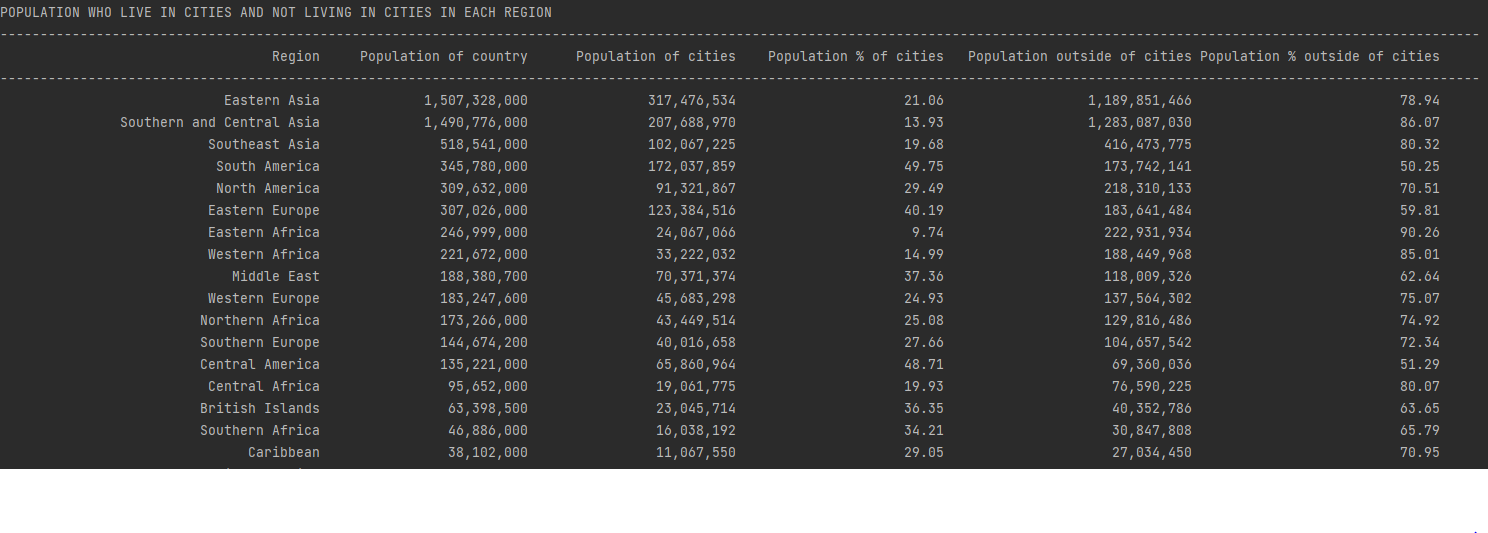 POPULATION WHO LIVE IN CITIES AND NOT LIVING IN CITIES IN EACH REGION
Region Population of country Population of cities Population % of cities Population outside of cities Population % outside of cities
Eastern Asia 1,507,328,000 317,476,534 21.06 1,189,851,466 78.94
Southern and Central Asia 1,490,776,000 207,688,970 13.93 1,283,087,030 86.07
Southeast Asia 518,541,000 102,067,225 19.68 416,473,775 80.32
South America 345,780,000 172,037,859 49.75 173,742,141 50.25
North America 309,632,000 91,321,867 29.49 218,310,133 70.51
Eastern Europe 307,026,000 123,384,516 40.19 183,641,484 59.81
Eastern Africa 246,999,000 24,067,066 9.74 222,931,934 90.26
Western Africa 221,672,000 33,222,032 14.99 188,449,968 85.01
Middle East 188,380,700 70,371,374 37.36 118,009,326 62.64
Western Europe 183,247,600 45,683,298 24.93 137,564,302 75.07
Northern Africa 173,266,000 43,449,514 25.08 129,816,486 74.92
Southern Europe 144,674,200 40,016,658 27.66 104,657,542 72.34
Central America 135,221,000 65,860,964 48.71 69,360,036 51.29
Central Africa 95,652,000 19,061,775 19.93 76,590,225 80.07
British Islands 63,398,500 23,045,714 36.35 40,352,786 63.65
Southern Africa 46,886,000 16,038,192 34.21 30,847,808 65.79
Caribbean 38,102,000 11,067,550 29.05 27,034,450 70.95